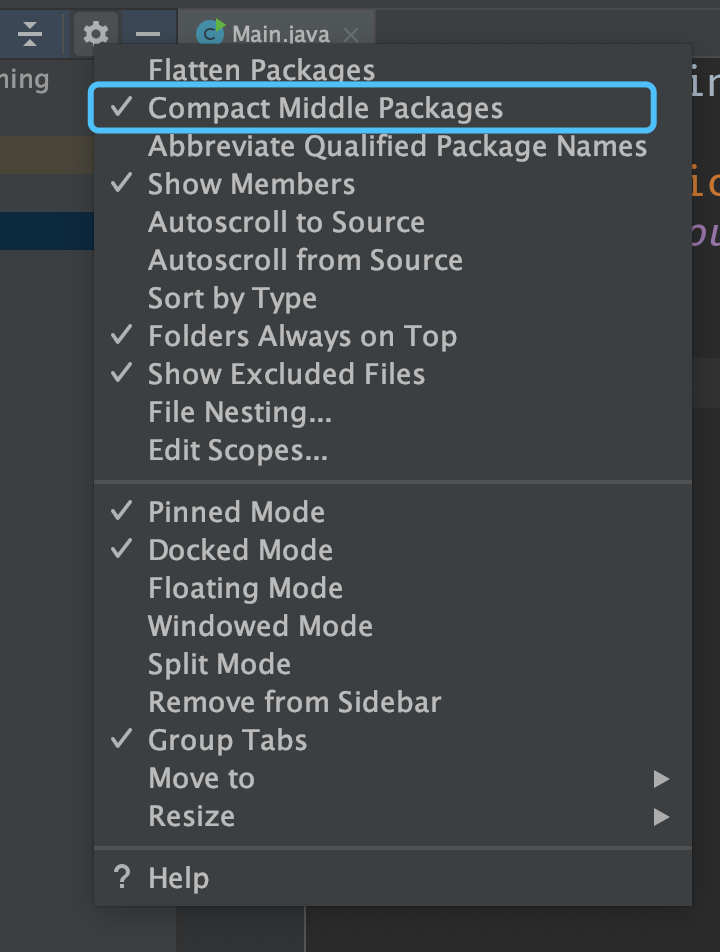 Main.java
Flatten Packages
Compact Middle Packages
Abbreviate Qualified Package Names
Show Members
Autoscroll to Source
Autoscroll from Source
Sort by Type
Folders Always on Top
Show Excluded Files
File Nesting...
Edit Scopes...
Pinned Mode
Docked Mode
Floating Mode
Windowed Mode
Split Mode
Remove from Sidebar
Group Tabs
Move to
Resize
? Help